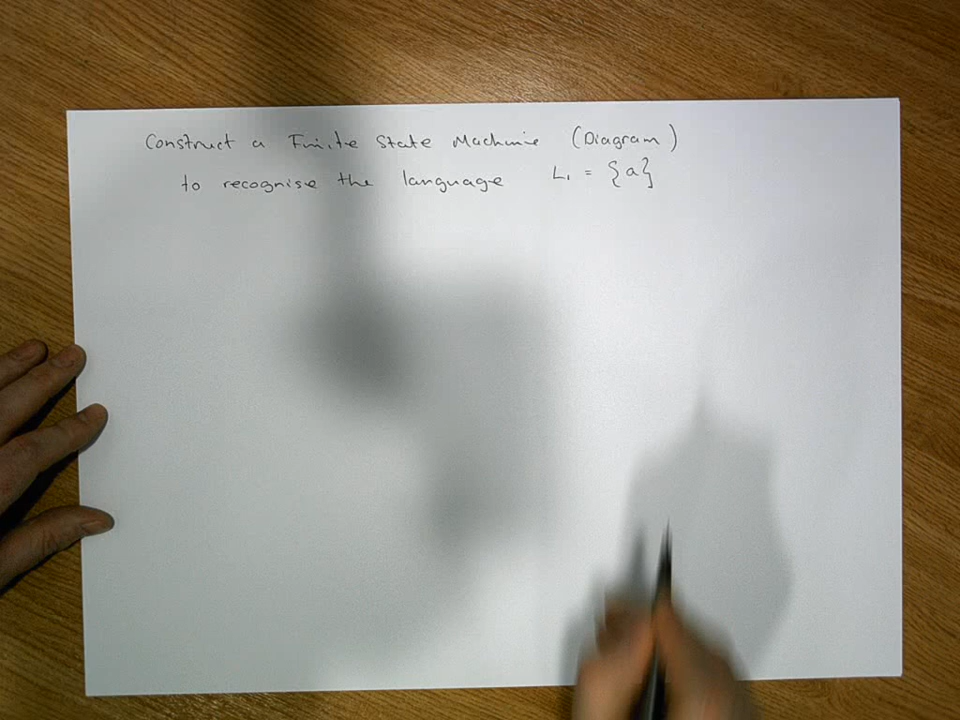 Construct a Finite State Machine (Diagram)
to recognise the language L₁ = {a}